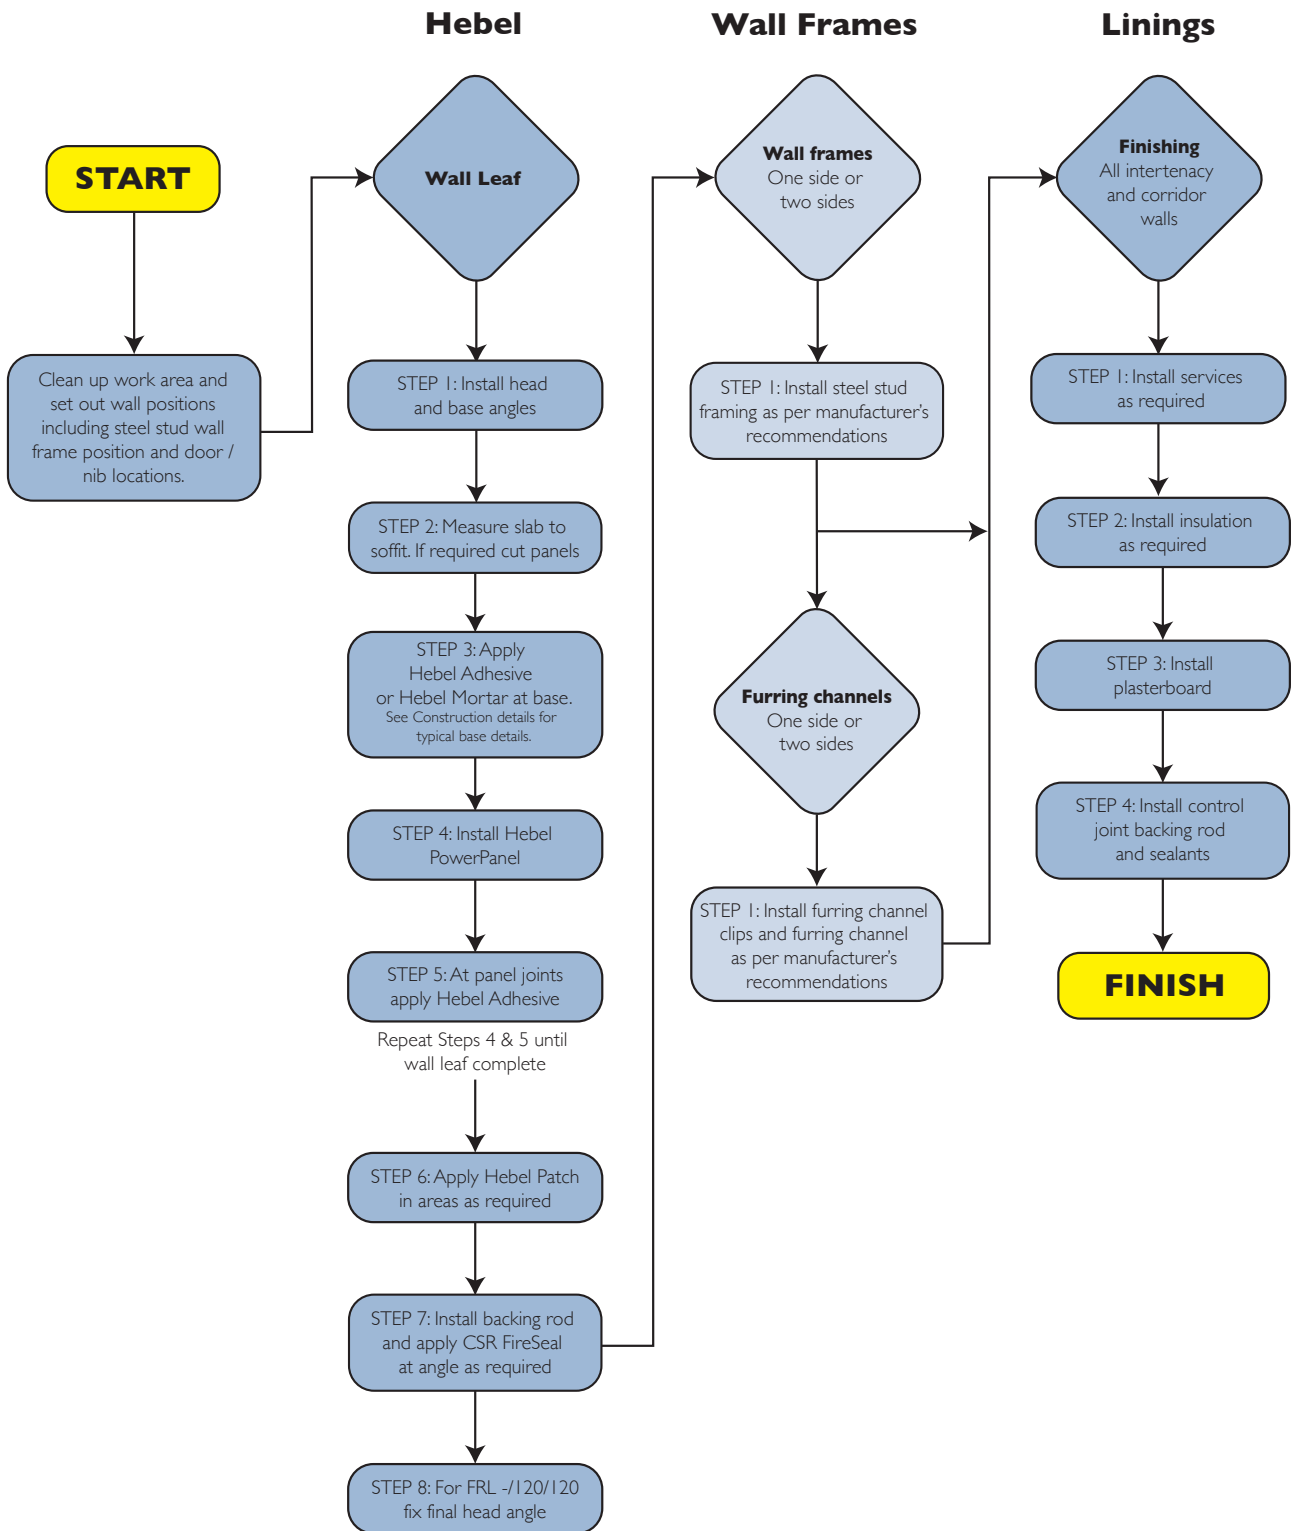 Hebel
Wall Frames
Linings
START
Clean up work area and
set out wall positions
including steel stud wall
frame position and door /
nib locations.
Wall Leaf
STEP 1: Install head
and base angles
STEP 2: Measure slab to
soffit. If required cut panels
STEP 3: Apply
Hebel Adhesive
or Hebel Mortar at base.
See Construction details for
typical base details.
STEP 4: Install Hebel
PowerPanel
STEP 5: At panel joints
apply Hebel Adhesive
Repeat Steps 4 & 5 until
wall leaf complete
STEP 6: Apply Hebel Patch
in areas as required
STEP 7: Install backing rod
and apply CSR FireSeal
at angle as required
STEP 8: For FRL -/120/120
fix final head angle
Wall frames
One side or
two sides
STEP 1: Install steel stud
framing as per manufacturer’s
recommendations
Furring channels
One side or
two sides
STEP 1: Install furring channel
clips and furring channel
as per manufacturer’s
recommendations
Finishing
All intertenacy
and corridor
walls
STEP 1: Install services
as required
STEP 2: Install insulation
as required
STEP 3: Install
plasterboard
STEP 4: Install control
joint backing rod
and sealants
FINISH